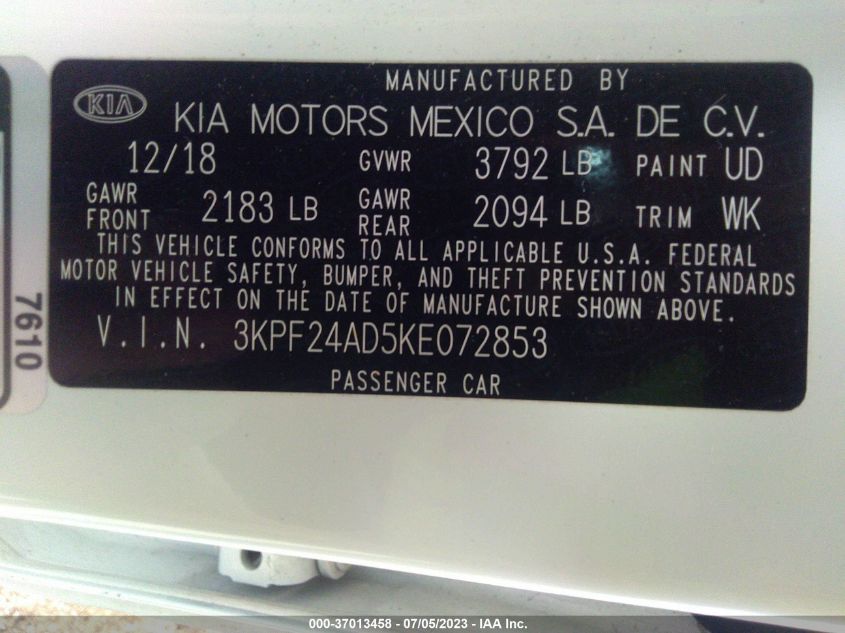 MANUFACTURED BY
KIA KIA MOTORS MEXICO S.A. DE C.V.
12/18 GVWR 3792 LB PAINT UD
GAWR FRONT 2183 LB GAWR REAR 2094 LB TRIM WK
THIS VEHICLE CONFORMS TO ALL APPLICABLE U.S.A. FEDERAL
MOTOR VEHICLE SAFETY, BUMPER, AND THEFT PREVENTION STANDARDS
IN EFFECT ON THE DATE OF MANUFACTURE SHOWN ABOVE.
V.I.N. 3KPF24AD5KE072853
PASSENGER CAR
7610
000-37013458 - 07/05/2023 - IAA Inc.